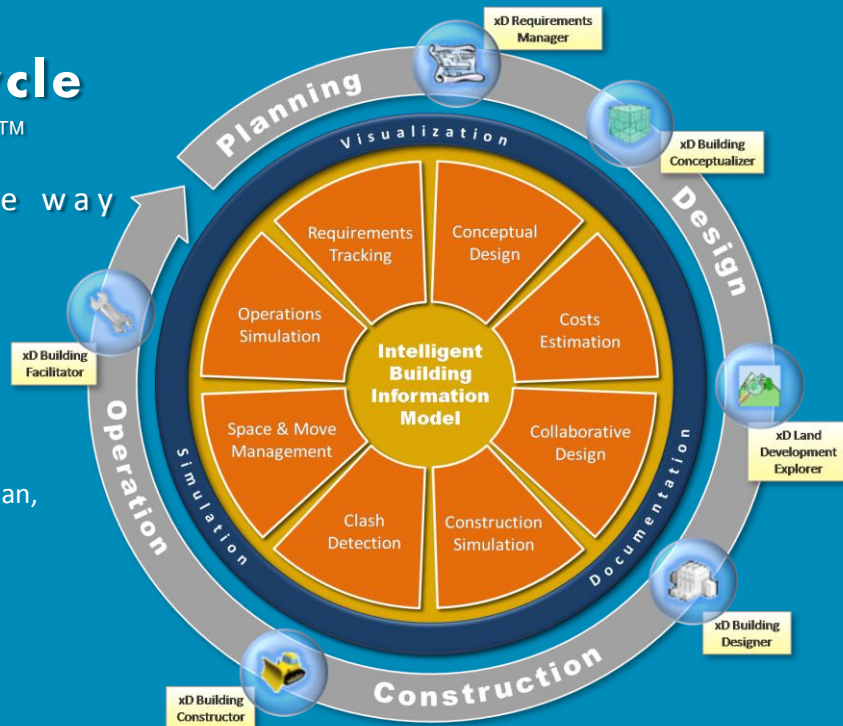 ycle
TM
e way
an,
xD Requirements
Manager
xD Building
Conceptualizer
xD Land
Development
Explorer
xD Building
Designer
xD Building
Constructor
xD Building
Facilitator
Planning
Design
Construction
Operation
Visualization
Documentation
Simulation
Requirements
Tracking
Conceptual
Design
Costs
Estimation
Collaborative
Design
Construction
Simulation
Clash
Detection
Space & Move
Management
Operations
Simulation
Intelligent
Building
Information
Model